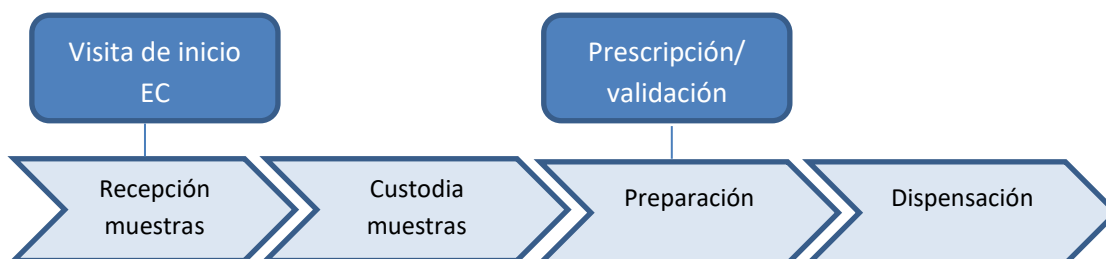 Visita de inicio
EC
Prescripción/
validación
Recepción
muestras
Custodia
muestras
Preparación
Dispensación